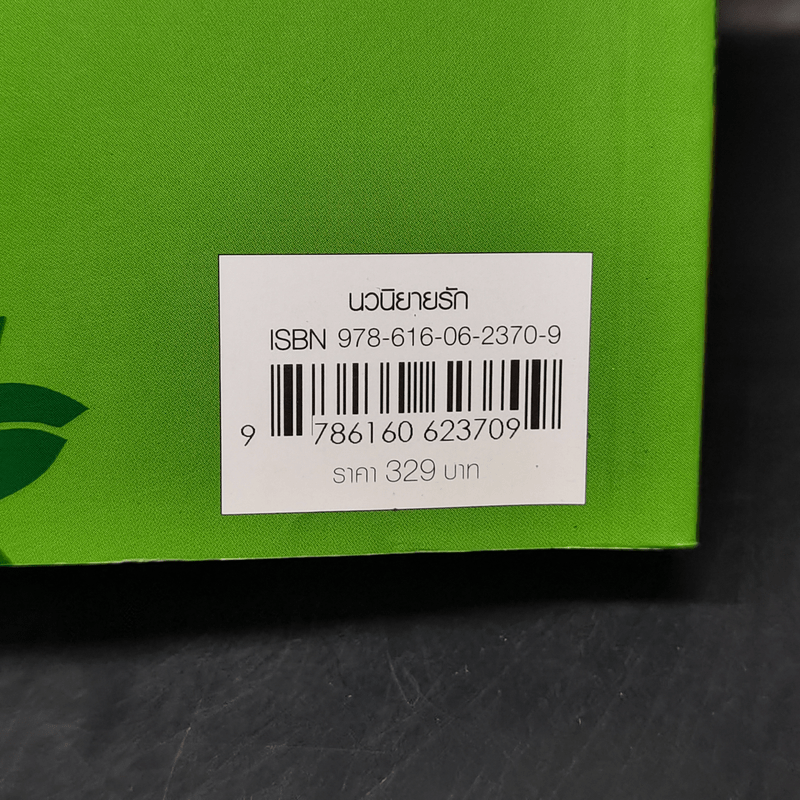 นวนิยายรัก
ISBN 978-616-06-2370-9
9 786160 623709
ราคา 329 บาท